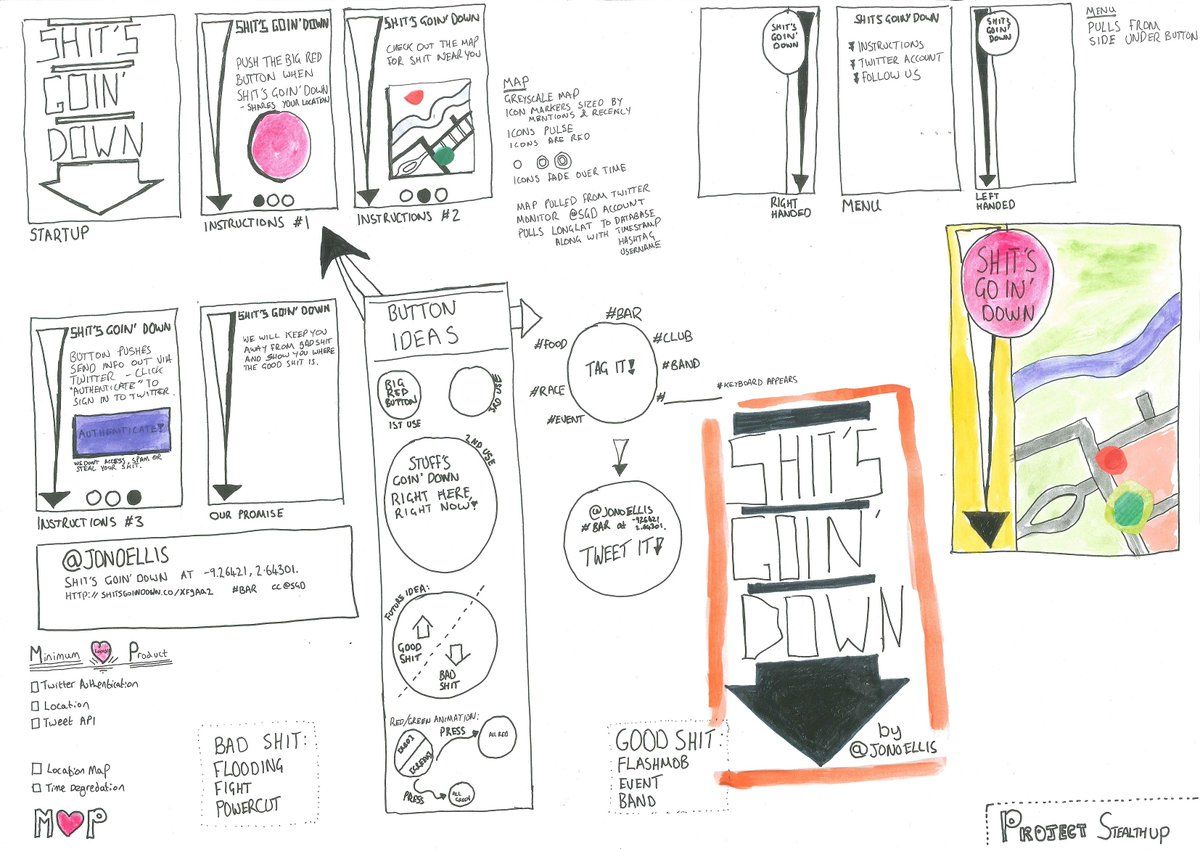 SHIT'S
GOIN'
DOWN
STARTUP
SHIT'S GOIN' DOWN
PUSH THE BIG RED
BUTTON WHEN
SHIT'S GOIN' DOWN
- SHARES YOUR LOCATION
INSTRUCTIONS #1
SHIT'S GOIN' DOWN
CHECK OUT THE MAP
FOR SHIT NEAR YOU
INSTRUCTIONS #2
MAP
GREYSCALE MAP
ICON MARKERS SIZED BY
MENTIONS & RECENCY
ICONS PULSE
ICONS ARE RED
ICONS FADE OVER TIME
MAP PULLED FROM TWITTER
MONITOR @SGD ACCOUNT
PULLS LONGLAT TO DATABASE
ALONG WITH TIMESTAMP
HASHTAG
USERNAME
SHIT'S
GOIN'
DOWN
RIGHT
HANDED
SHIT'S GOIN' DOWN
INSTRUCTIONS
TWITTER ACCOUNT
FOLLOW US
MENU
SHIT'S
GOIN'
DOWN
LEFT
HANDED
MENU
PULLS FROM
SIDE UNDER BUTTON
SHIT'S GOIN' DOWN
BUTTON PUSHES
SEND INFO OUT VIA
TWITTER - CLICK
"AUTHENTICATE" TO
SIGN IN TO TWITTER.
AUTHENTICATE!
WE DONT ACCESS, SPAM OR
STEAL YOUR SHIT.
INSTRUCTIONS #3
SHIT'S GOIN' DOWN
WE WILL KEEP YOU
AWAY FROM BAD SHIT
AND SHOW YOU WHERE
THE GOOD SHIT IS.
OUR PROMISE
@JONOELLIS
SHIT'S GOIN' DOWN AT -9.26421, 2.64301.
#BAR CC @SGD
Minimum Product
Twitter Authentication
Location
Tweet API
Location Map
Time Degredation
M P
BAD SHIT:
FLOODING
FIGHT
POWERCUT
BUTTON
IDEAS
BIG
RED
BUTTON
1ST USE
3RD USE
2ND USE
STUFF'S
GOIN' DOWN
RIGHT HERE,
RIGHT NOW!
FUTURE IDEA:
GOOD
SHIT
BAD
SHIT
RED/GREEN ANIMATION:
PRESS
ALL RED
PRESS
ALL GREEN
#BAR
#CLUB
#BAND
#
#KEYBOARD APPEARS
#FOOD
#RACE
#EVENT
TAG IT!
@JONOELLIS
#BAR AT -9.26421,
2.64301.
TWEET IT!
GOOD SHIT:
FLASHMOB
EVENT
BAND
SHIT'S
GOIN'
DOWN
by
@JONOELLIS
SHIT'S
GOIN'
DOWN
PROJECT STEALTHUP